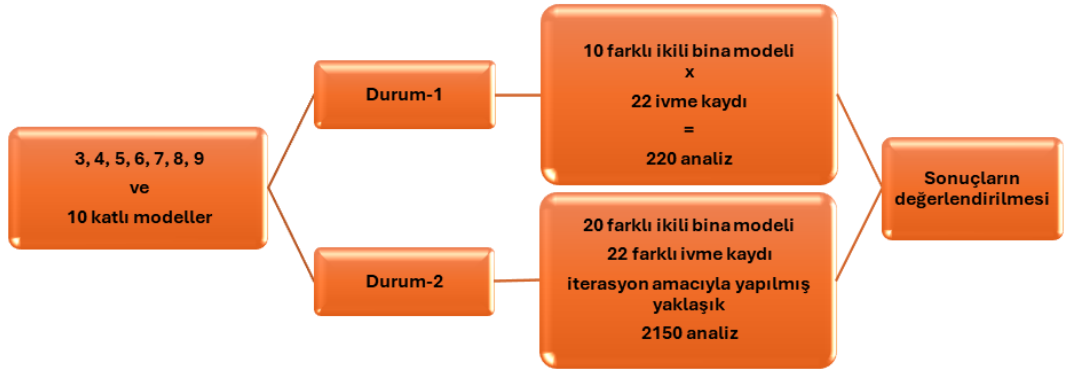 3, 4, 5, 6, 7, 8, 9
ve
10 katlı modeller
Durum-1
10 farklı ikili bina modeli
x
22 ivme kaydı
=
220 analiz
Durum-2
20 farklı ikili bina modeli
22 farklı ivme kaydı
iterasyon amacıyla yapılmış
yaklaşık
2150 analiz
Sonuçların
değerlendirilmesi